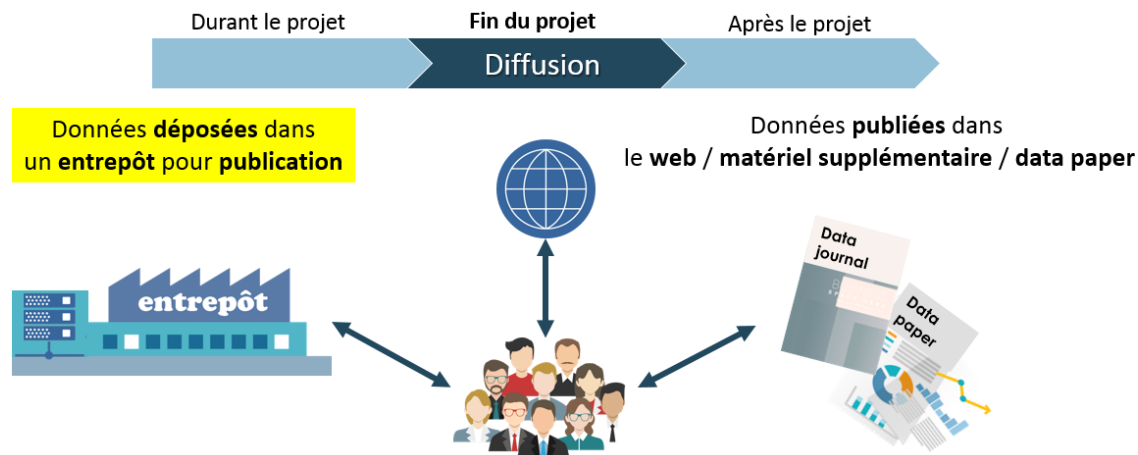 Durant le projet
Fin du projet
Après le projet
Diffusion
Données déposées dans
un entrepôt pour publication
Données publiées dans
le web / matériel supplémentaire / data paper
entrepôt
Data
journal
Data
paper